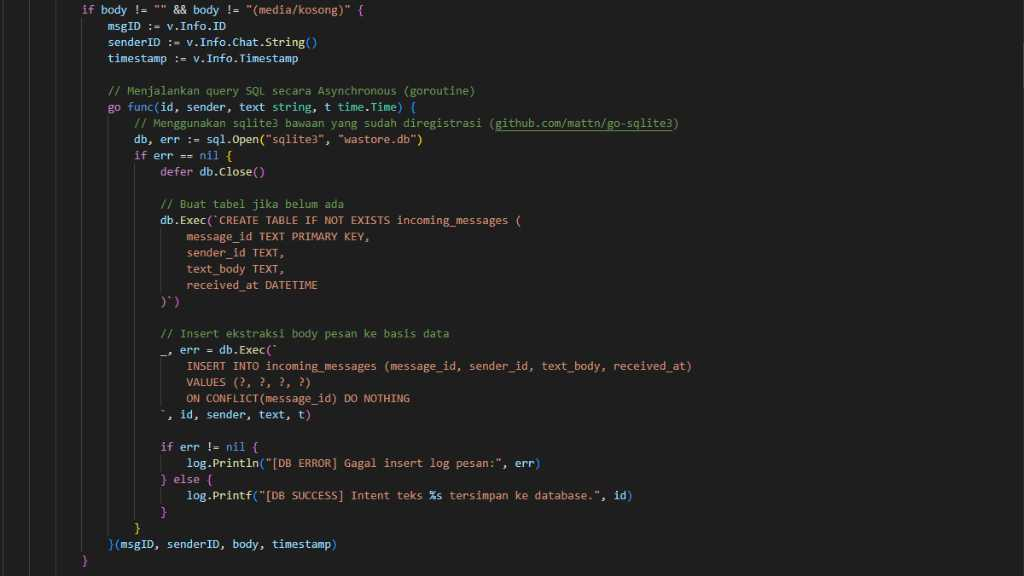 if body != "" && body != "(media/kosong)" {
msgID := v.Info.ID
senderID := v.Info.Chat.String()
timestamp := v.Info.Timestamp
// Menjalankan query SQL secara Asynchronous (goroutine)
go func(id, sender, text string, t time.Time) {
// Menggunakan sqlite3 bawaan yang sudah diregistrasi (github.com/mattn/go-sqlite3)
db, err := sql.Open("sqlite3", "wastore.db")
if err == nil {
defer db.Close()
// Buat tabel jika belum ada
db.Exec(`CREATE TABLE IF NOT EXISTS incoming_messages (
message_id TEXT PRIMARY KEY,
sender_id TEXT,
text_body TEXT,
received_at DATETIME
)`)
// Insert ekstraksi body pesan ke basis data
_, err = db.Exec(`
INSERT INTO incoming_messages (message_id, sender_id, text_body, received_at)
VALUES (?, ?, ?, ?)
ON CONFLICT(message_id) DO NOTHING
`, id, sender, text, t)
if err != nil {
log.Println("[DB ERROR] Gagal insert log pesan:", err)
} else {
log.Printf("[DB SUCCESS] Intent teks %s tersimpan ke database.", id)
}
}
}(msgID, senderID, body, timestamp)
}